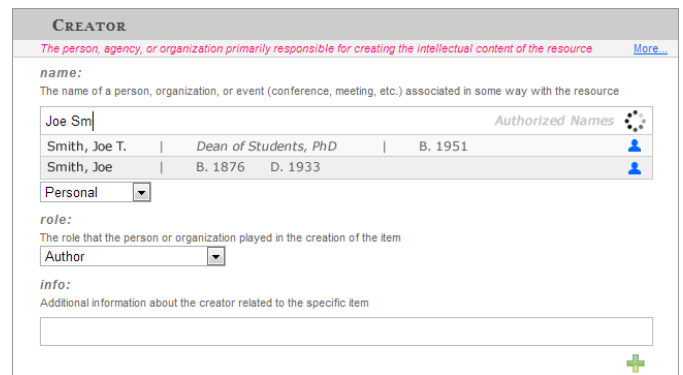 CREATOR
The person, agency, or organization primarily responsible for creating the intellectual content of the resource More...
name:
The name of a person, organization, or event (conference, meeting, etc.) associated in some way with the resource
Joe Sm Authorized Names
Smith, Joe T. | Dean of Students, PhD | B. 1951
Smith, Joe | B. 1876 D. 1933
Personal
role:
The role that the person or organization played in the creation of the item
Author
info:
Additional information about the creator related to the specific item